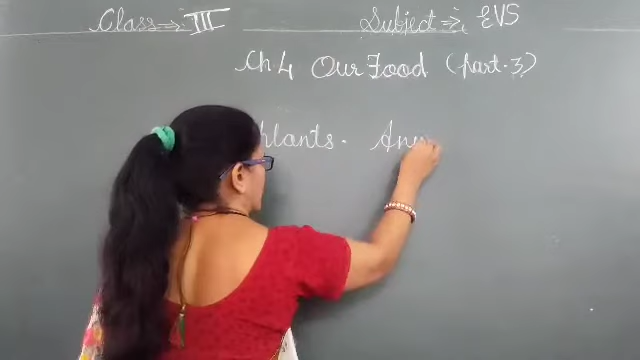 Class :→ III Subject :→ EVS
Ch 4 Our Food (part.3)
Plants. An